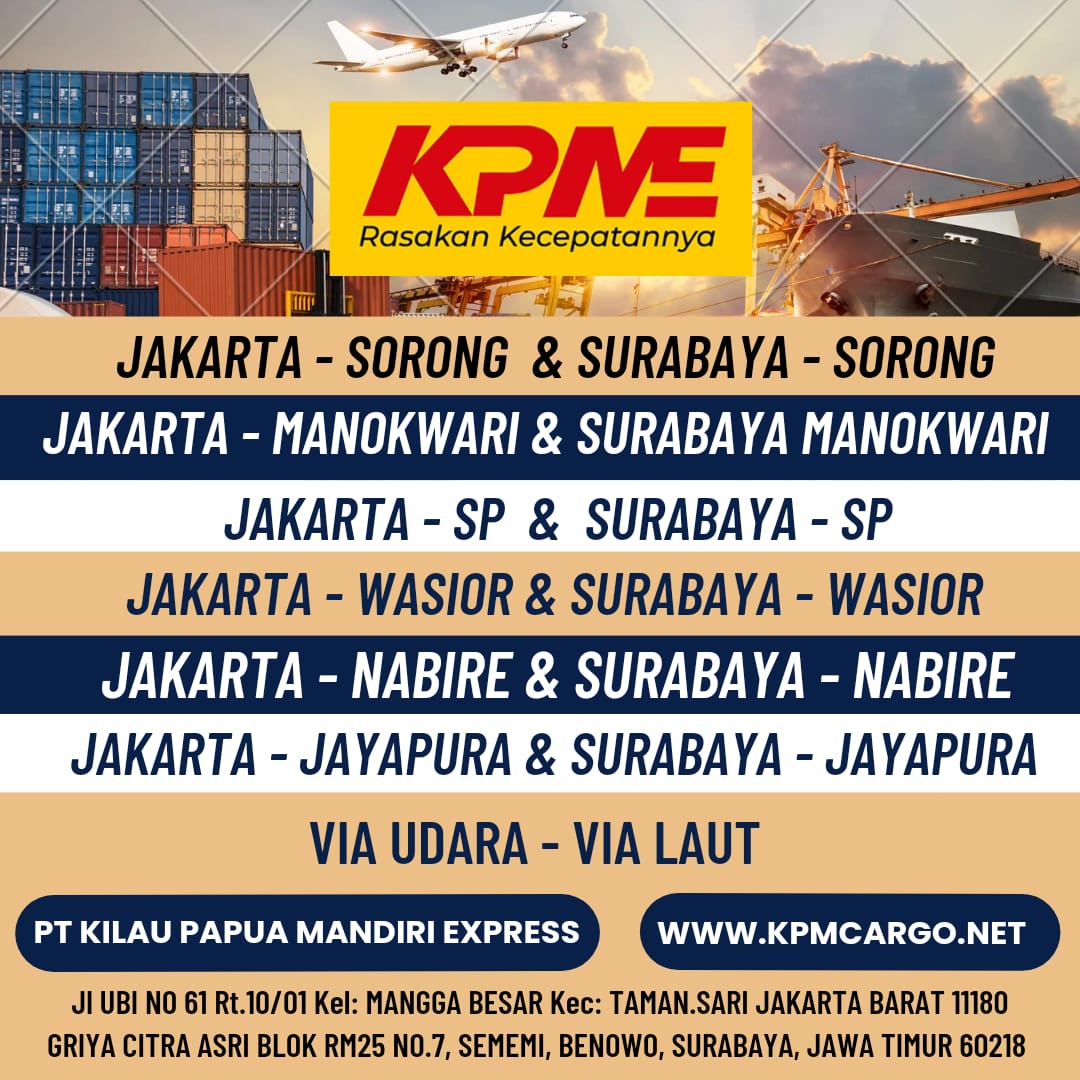 KPME
Rasakan Kecepatannya
JAKARTA - SORONG & SURABAYA - SORONG
JAKARTA - MANOKWARI & SURABAYA MANOKWARI
JAKARTA - SP & SURABAYA - SP
JAKARTA - WASIOR & SURABAYA - WASIOR
JAKARTA - NABIRE & SURABAYA - NABIRE
JAKARTA - JAYAPURA & SURABAYA - JAYAPURA
VIA UDARA - VIA LAUT
PT KILAU PAPUA MANDIRI EXPRESS
WWW.KPMCARGO.NET
Jl UBI NO 61 Rt.10/01 Kel: MANGGA BESAR Kec: TAMAN.SARI JAKARTA BARAT 11180
GRIYA CITRA ASRI BLOK RM25 NO.7, SEMEMI, BENOWO, SURABAYA, JAWA TIMUR 60218